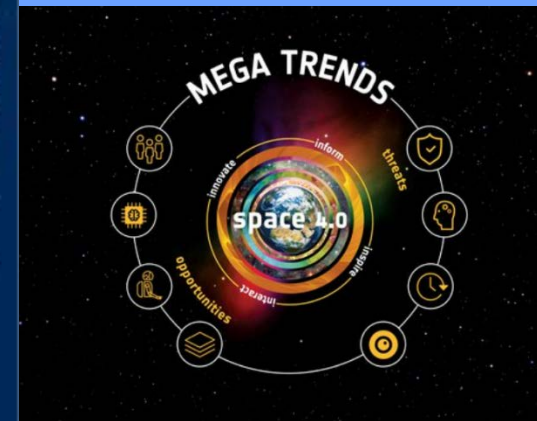 MEGA TRENDS
inform
threats
innovate
space 4.0
inspire
opportunities
interact